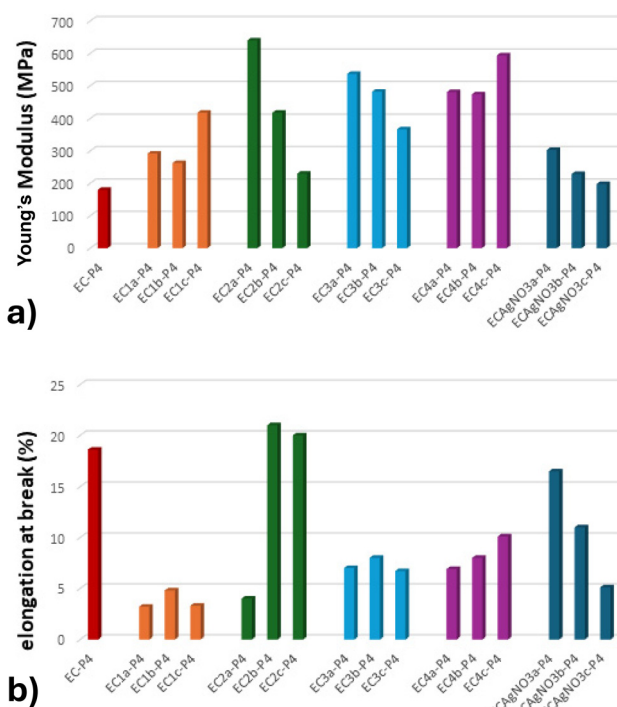 Young's Modulus (MPa)
700
600
500
400
300
200
100
0
EC-P4
EC1a-P4
EC1b-P4
EC1c-P4
EC2a-P4
EC2b-P4
EC2c-P4
EC3a-P4
EC3b-P4
EC3c-P4
EC4a-P4
EC4b-P4
EC4c-P4
ECAgNO3a-P4
ECAgNO3b-P4
ECAgNO3c-P4
a)
elongation at break (%)
25
20
15
10
5
0
EC-P4
EC1a-P4
EC1b-P4
EC1c-P4
EC2a-P4
EC2b-P4
EC2c-P4
EC3a-P4
EC3b-P4
EC3c-P4
EC4a-P4
EC4b-P4
EC4c-P4
ECAgNO3a-P4
CAgNO3b-P4
AgNO3c-P4
b)